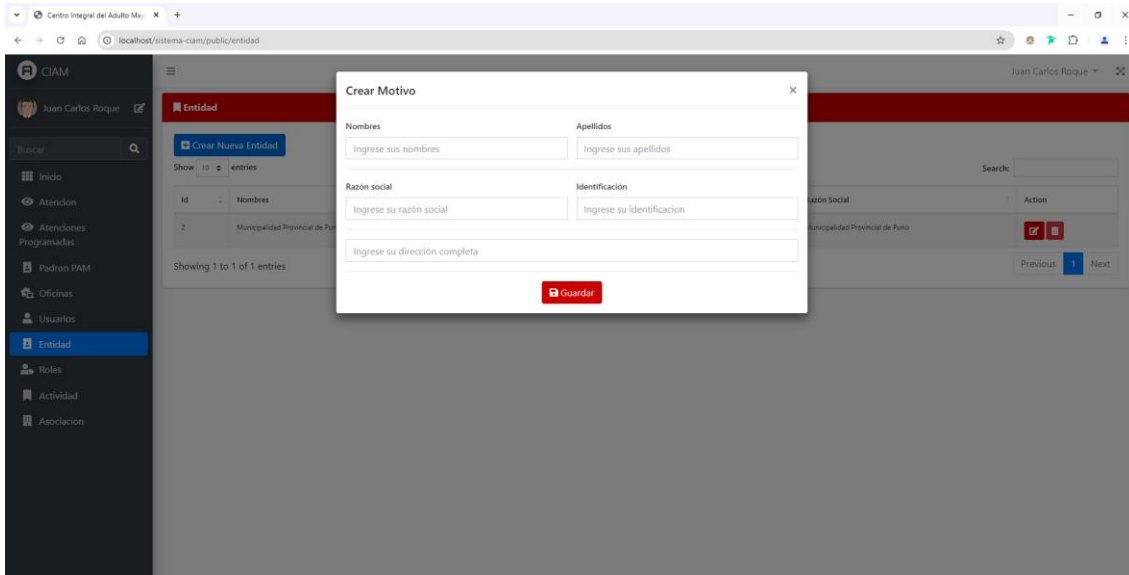 Centro Integral del Adulto May
localhost/sistema-ciam/public/entidad
CIAM
Juan Carlos Roque
Juan Carlos Roque
Buscar
Inicio
Atencion
Atenciones
Programadas
Padron PAM
Oficinas
Usuarios
Entidad
Roles
Actividad
Asociacion
Entidad
Crear Nueva Entidad
Show 10 entries
Search:
Id Nombres azón Social Action
2 Municipalidad Provincial de Pun Municipalidad Provincial de Puno
Showing 1 to 1 of 1 entries
Previous 1 Next
Crear Motivo ×
Nombres Apellidos
Ingrese sus nombres Ingrese sus apellidos
Razón social Identificación
Ingrese su razón social Ingrese su identificacion
Ingrese su dirección completa
Guardar